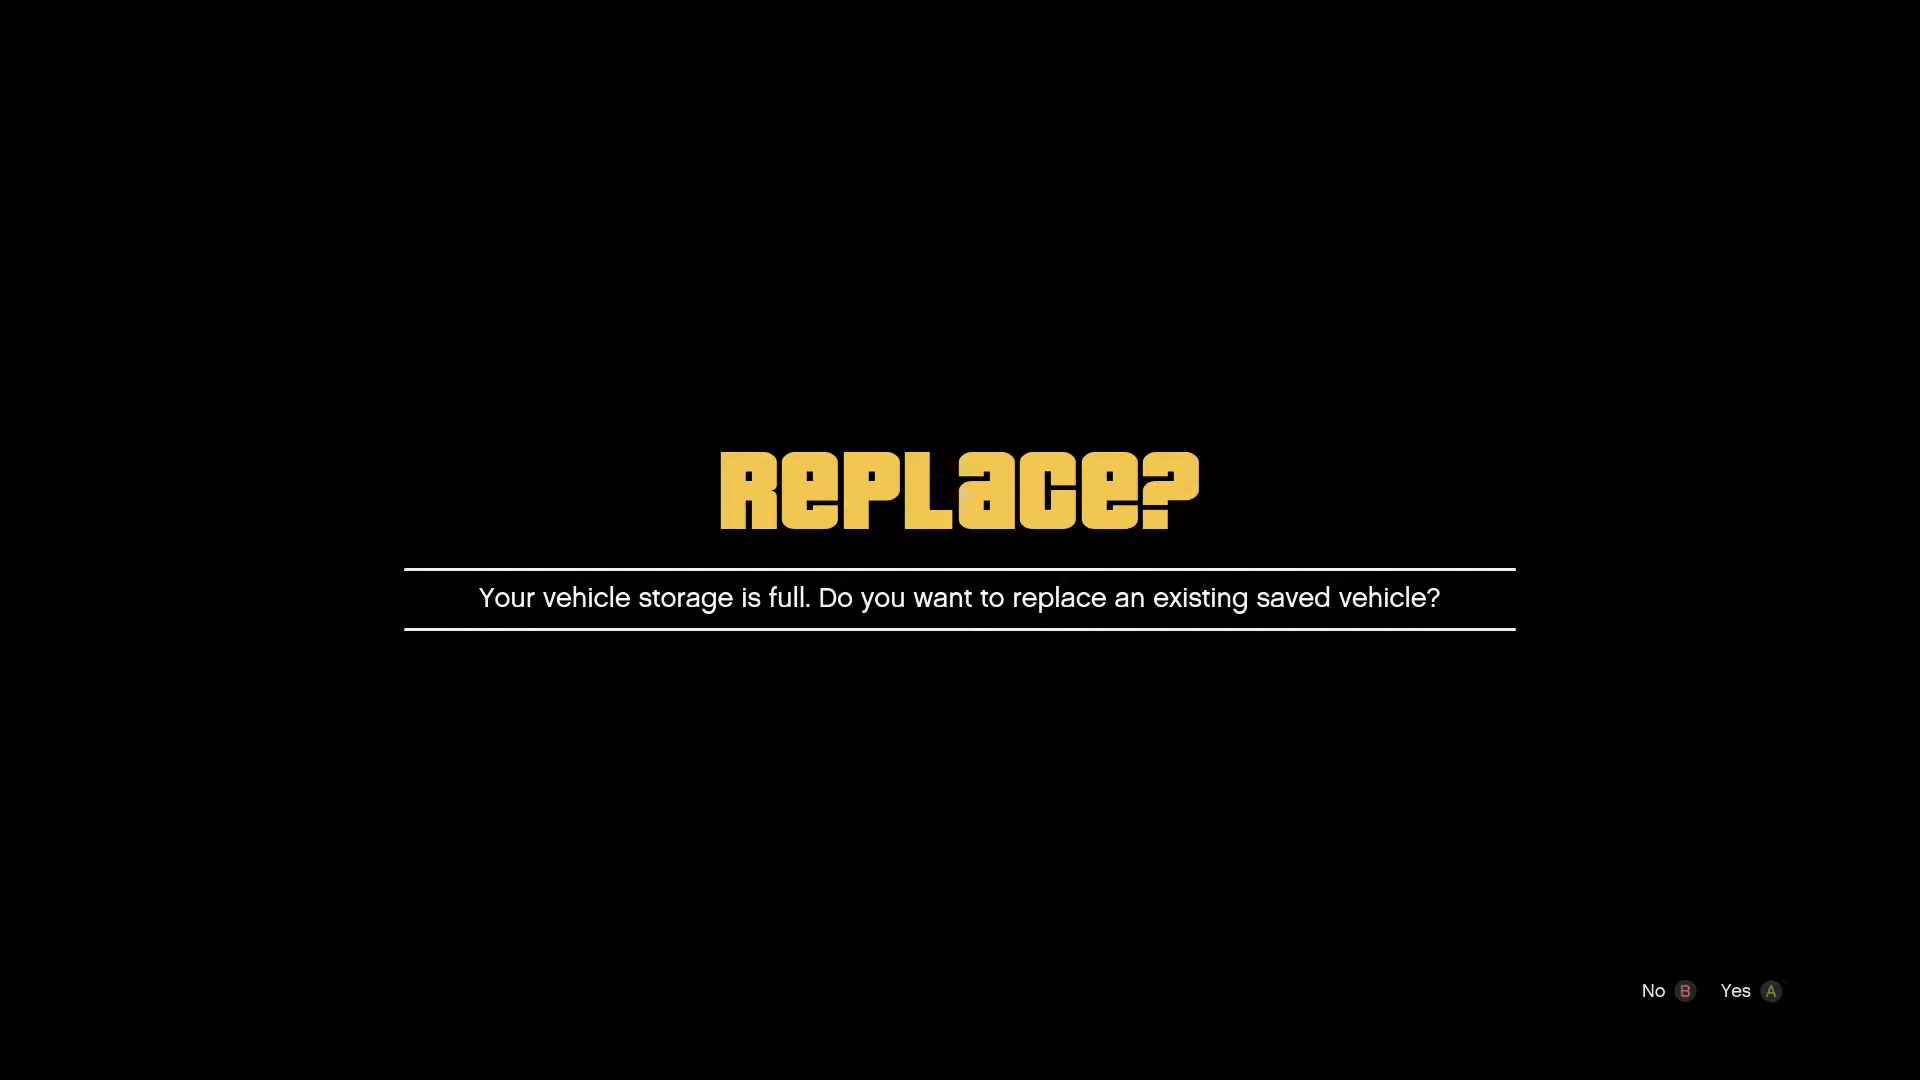 RePLace?
Your vehicle storage is full. Do you want to replace an existing saved vehicle?
No B Yes A